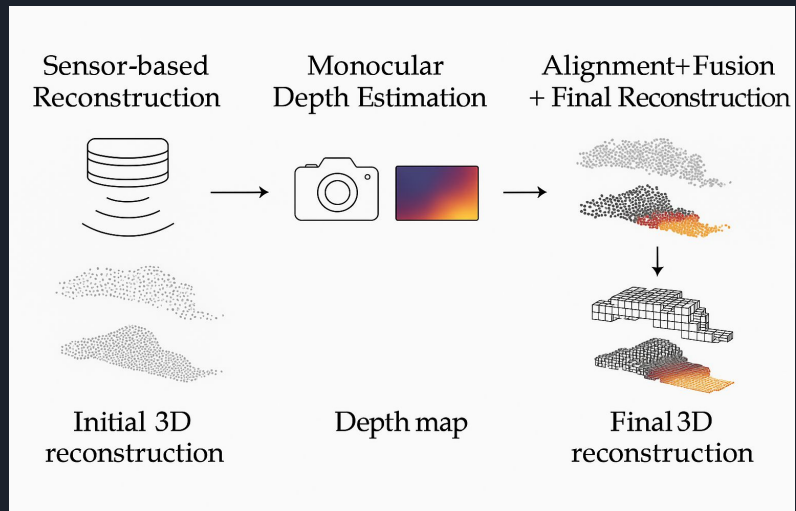 Sensor-based
Reconstruction
Monocular
Depth Estimation
Alignment+Fusion
+ Final Reconstruction
Initial 3D
reconstruction
Depth map
Final 3D
reconstruction